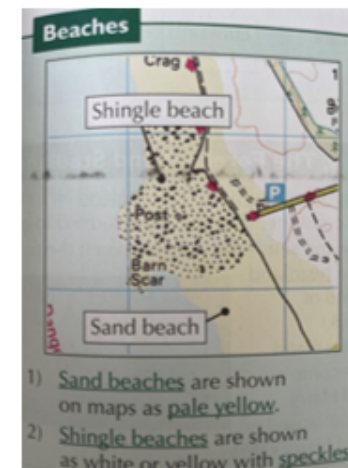 Beaches
Crag
Shingle beach
P
Post
Barn
Scar
Sand beach
1) Sand beaches are shown
on maps as pale yellow.
2) Shingle beaches are shown
as white or yellow with speckles